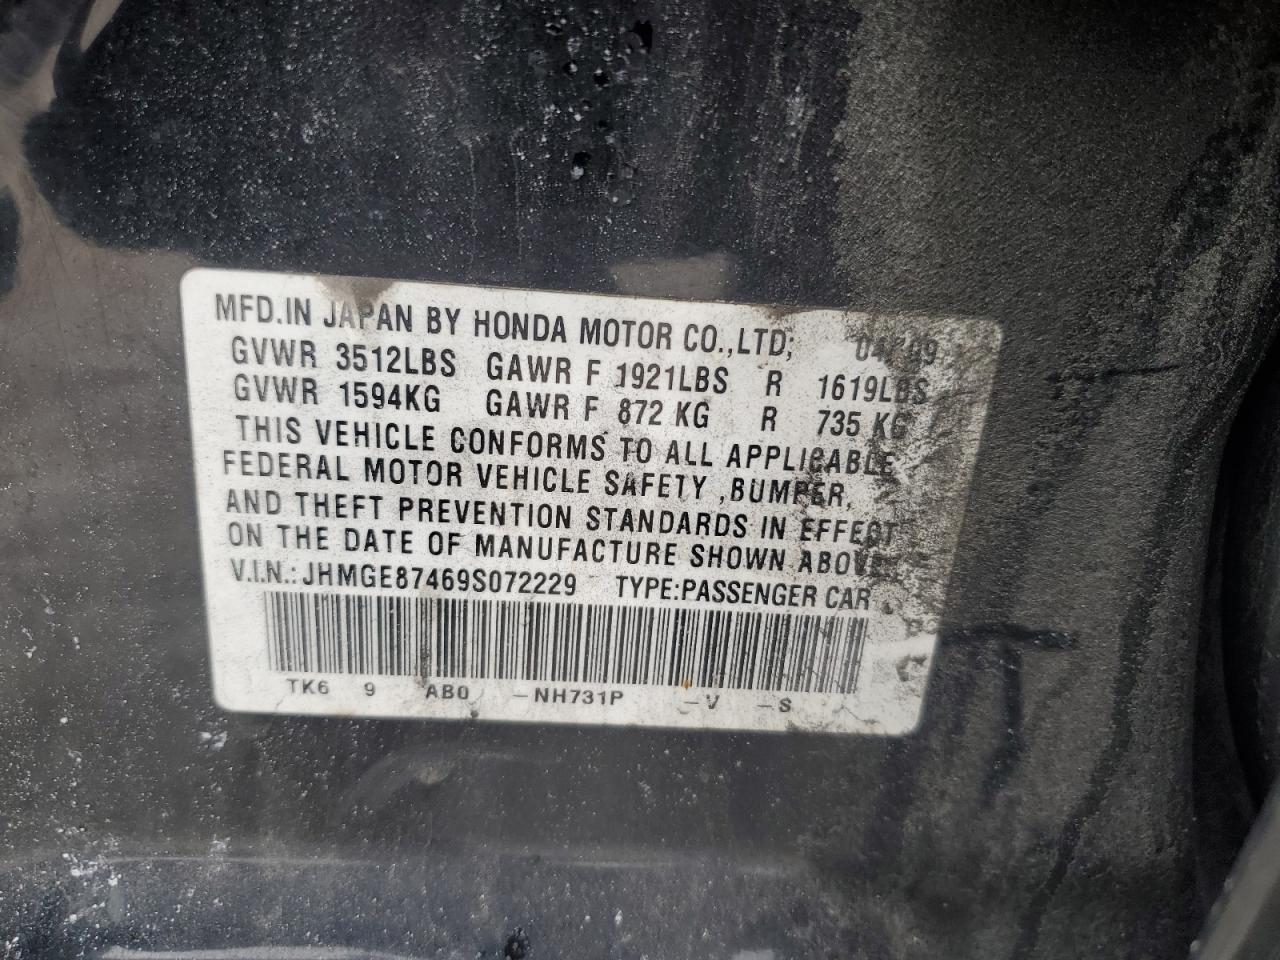 MFD.IN JAPAN BY HONDA MOTOR CO.,LTD; 04/09
GVWR 3512LBS GAWR F 1921LBS R 1619LBS
GVWR 1594KG GAWR F 872 KG R 735 KG
THIS VEHICLE CONFORMS TO ALL APPLICABLE
FEDERAL MOTOR VEHICLE SAFETY ,BUMPER,
AND THEFT PREVENTION STANDARDS IN EFFECT
ON THE DATE OF MANUFACTURE SHOWN ABOVE.
V.I.N.: JHMGE87469S072229 TYPE:PASSENGER CAR
TK6 9 AB0 -NH731P -V -S